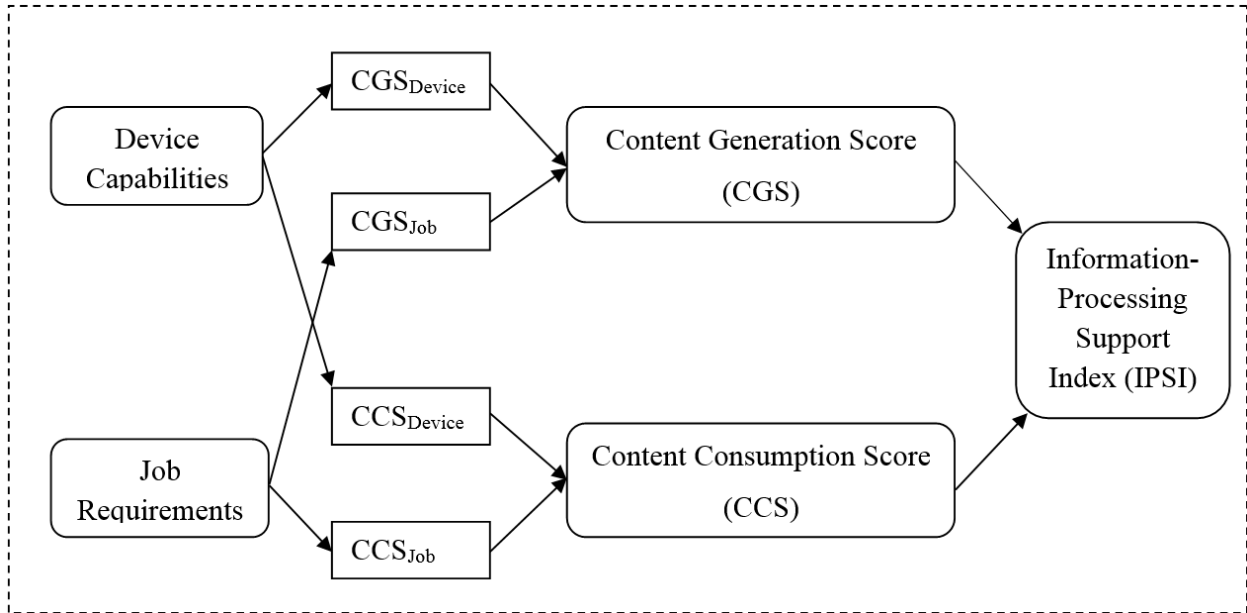 Device
Capabilities
Job
Requirements
CGSDevice
CGSJob
CCSDevice
CCSJob
Content Generation Score
(CGS)
Content Consumption Score
(CCS)
Information-
Processing
Support
Index (IPSI)